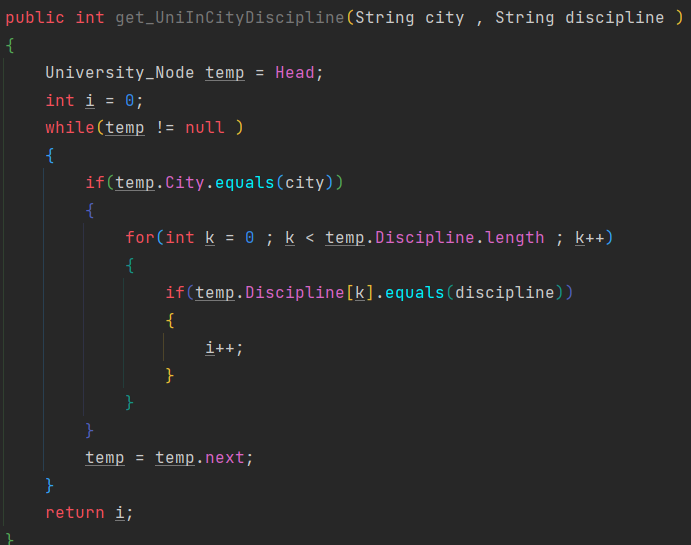 public int get_UniInCityDiscipline(String city , String discipline )
{
    University_Node temp = Head;
    int i = 0;
    while(temp != null )
    {
        if(temp.City.equals(city))
        {
            for(int k = 0 ; k < temp.Discipline.length ; k++)
            {
                if(temp.Discipline[k].equals(discipline))
                {
                    i++;
                }
            }
        }
        temp = temp.next;
    }
    return i;
}